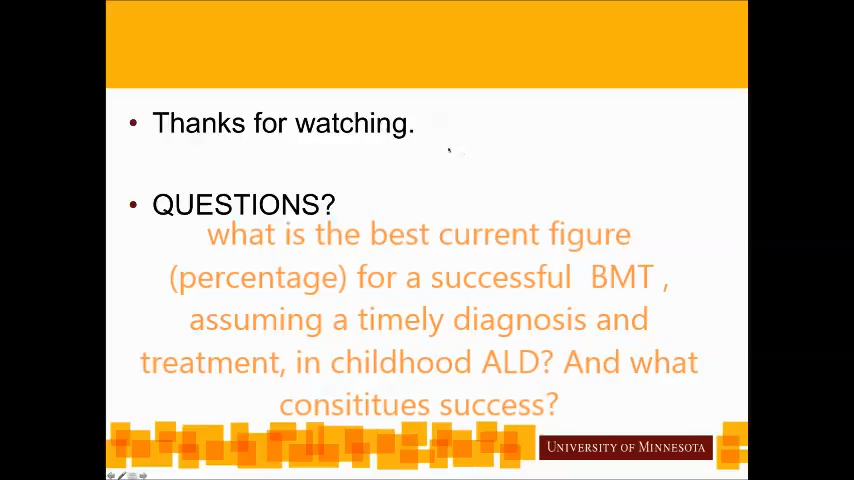 • Thanks for watching.
• QUESTIONS?
what is the best current figure
(percentage) for a successful BMT ,
assuming a timely diagnosis and
treatment, in childhood ALD? And what
consititues success?
UNIVERSITY OF MINNESOTA